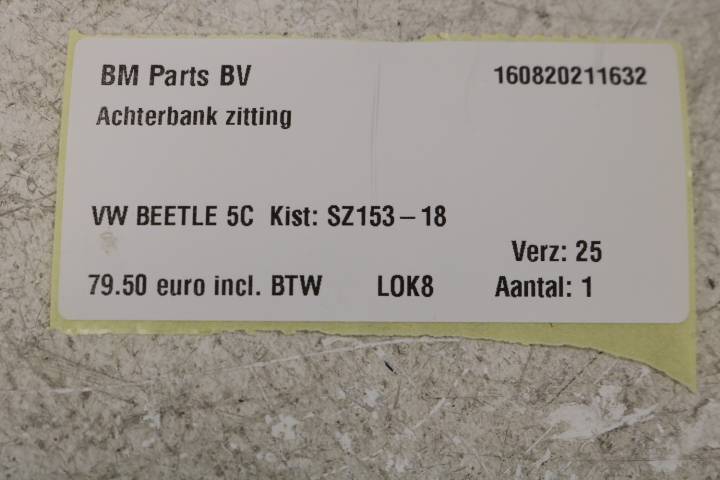 BM Parts BV 160820211632
Achterbank zitting
VW BEETLE 5C Kist: SZ153-18
Verz: 25
79.50 euro incl. BTW LOK8 Aantal: 1